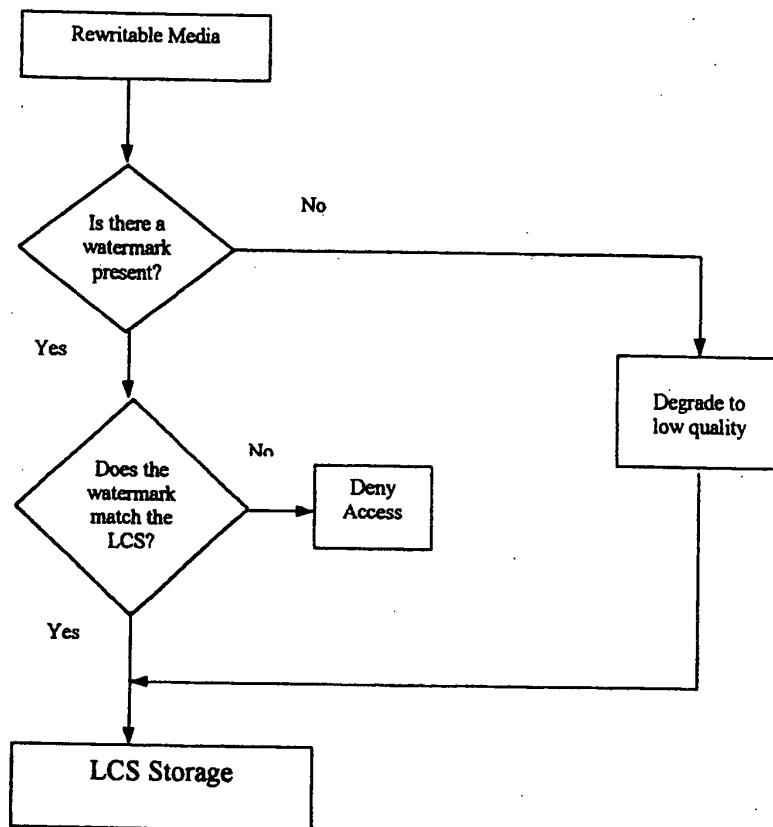 Rewritable Media
No
Is there a
watermark
present?
Yes
Degrade to
low quality
No
Does the
watermark
match the
LCS?
Deny
Access
Yes
LCS Storage